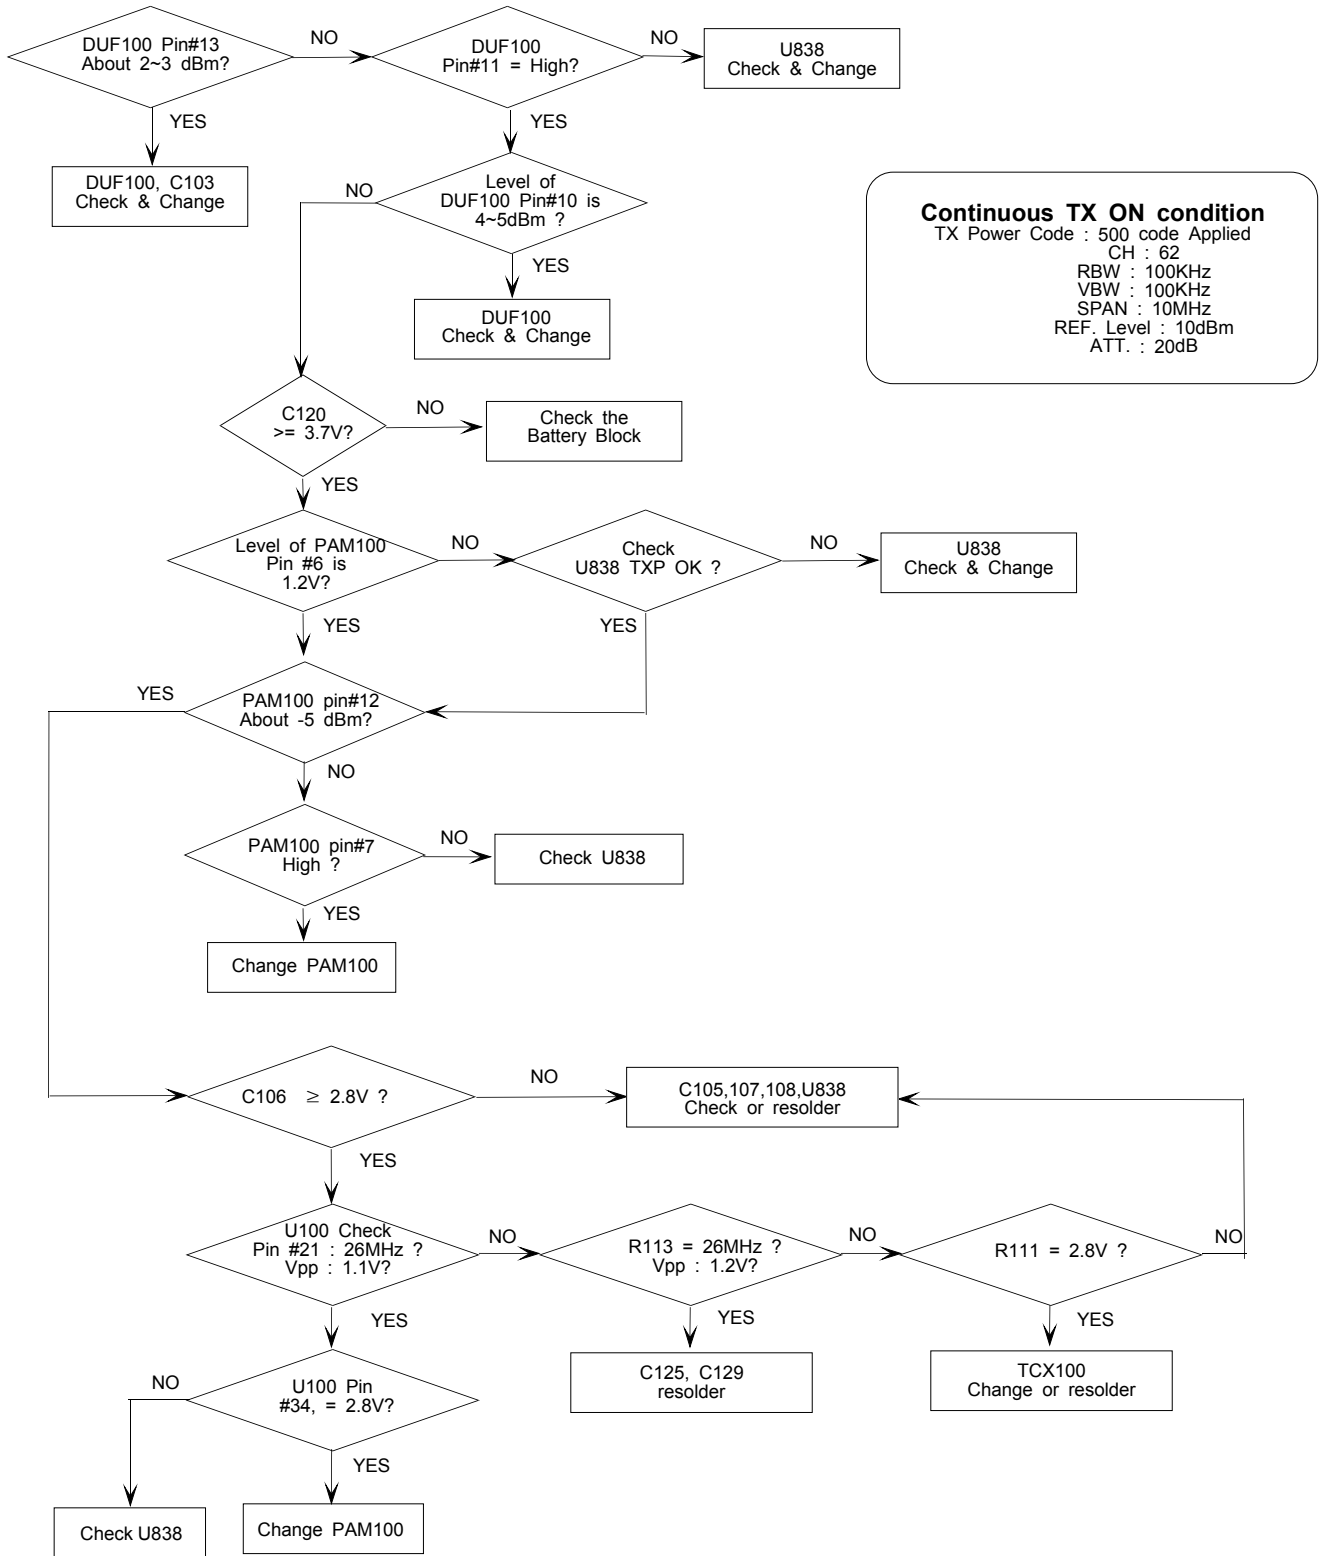 DUF100 Pin#13
About 2~3 dBm?
NO
DUF100
Pin#11 = High?
NO
U838
Check & Change
YES
YES
DUF100, C103
Check & Change
NO
Level of
DUF100 Pin#10 is
4~5dBm ?
YES
DUF100
Check & Change
Continuous TX ON condition
TX Power Code : 500 code Applied
CH : 62
RBW : 100KHz
VBW : 100KHz
SPAN : 10MHz
REF. Level : 10dBm
ATT. : 20dB
C120
>= 3.7V?
NO
Check the
Battery Block
YES
Level of PAM100
Pin #6 is
1.2V?
NO
Check
U838 TXP OK ?
NO
U838
Check & Change
YES
YES
YES
PAM100 pin#12
About -5 dBm?
NO
PAM100 pin#7
High ?
NO
Check U838
YES
Change PAM100
C106 ≥ 2.8V ?
NO
C105,107,108,U838
Check or resolder
YES
U100 Check
Pin #21 : 26MHz ?
Vpp : 1.1V?
NO
R113 = 26MHz ?
Vpp : 1.2V?
NO
R111 = 2.8V ?
NO
YES
YES
YES
C125, C129
resolder
TCX100
Change or resolder
NO
U100 Pin
#34, = 2.8V?
YES
Check U838
Change PAM100